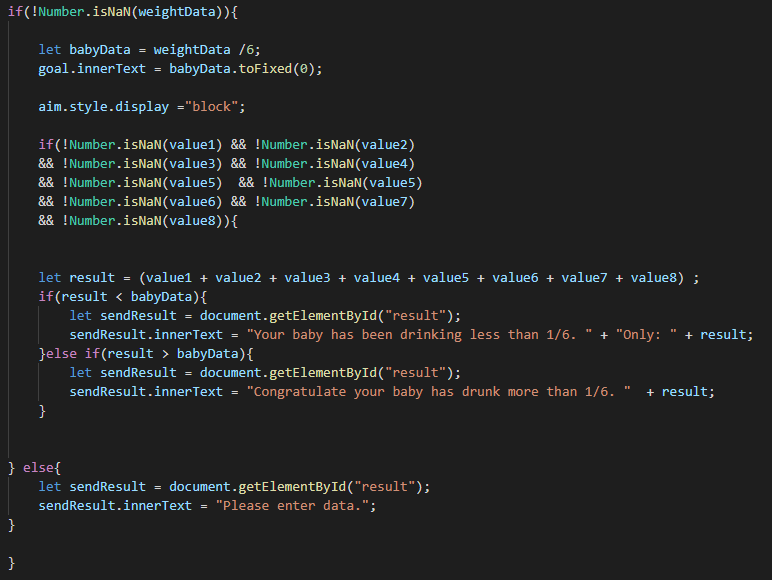 if(!Number.isNaN(weightData)){
let babyData = weightData /6;
goal.innerText = babyData.toFixed(0);
aim.style.display ="block";
if(!Number.isNaN(value1) && !Number.isNaN(value2)
&& !Number.isNaN(value3) && !Number.isNaN(value4)
&& !Number.isNaN(value5)  && !Number.isNaN(value5)
&& !Number.isNaN(value6) && !Number.isNaN(value7)
&& !Number.isNaN(value8)){
let result = (value1 + value2 + value3 + value4 + value5 + value6 + value7 + value8) ;
if(result < babyData){
let sendResult = document.getElementById("result");
sendResult.innerText = "Your baby has been drinking less than 1/6. " + "Only: " + result;
}else if(result > babyData){
let sendResult = document.getElementById("result");
sendResult.innerText = "Congratulate your baby has drunk more than 1/6. "  + result;
}
} else{
let sendResult = document.getElementById("result");
sendResult.innerText = "Please enter data.";
}
}